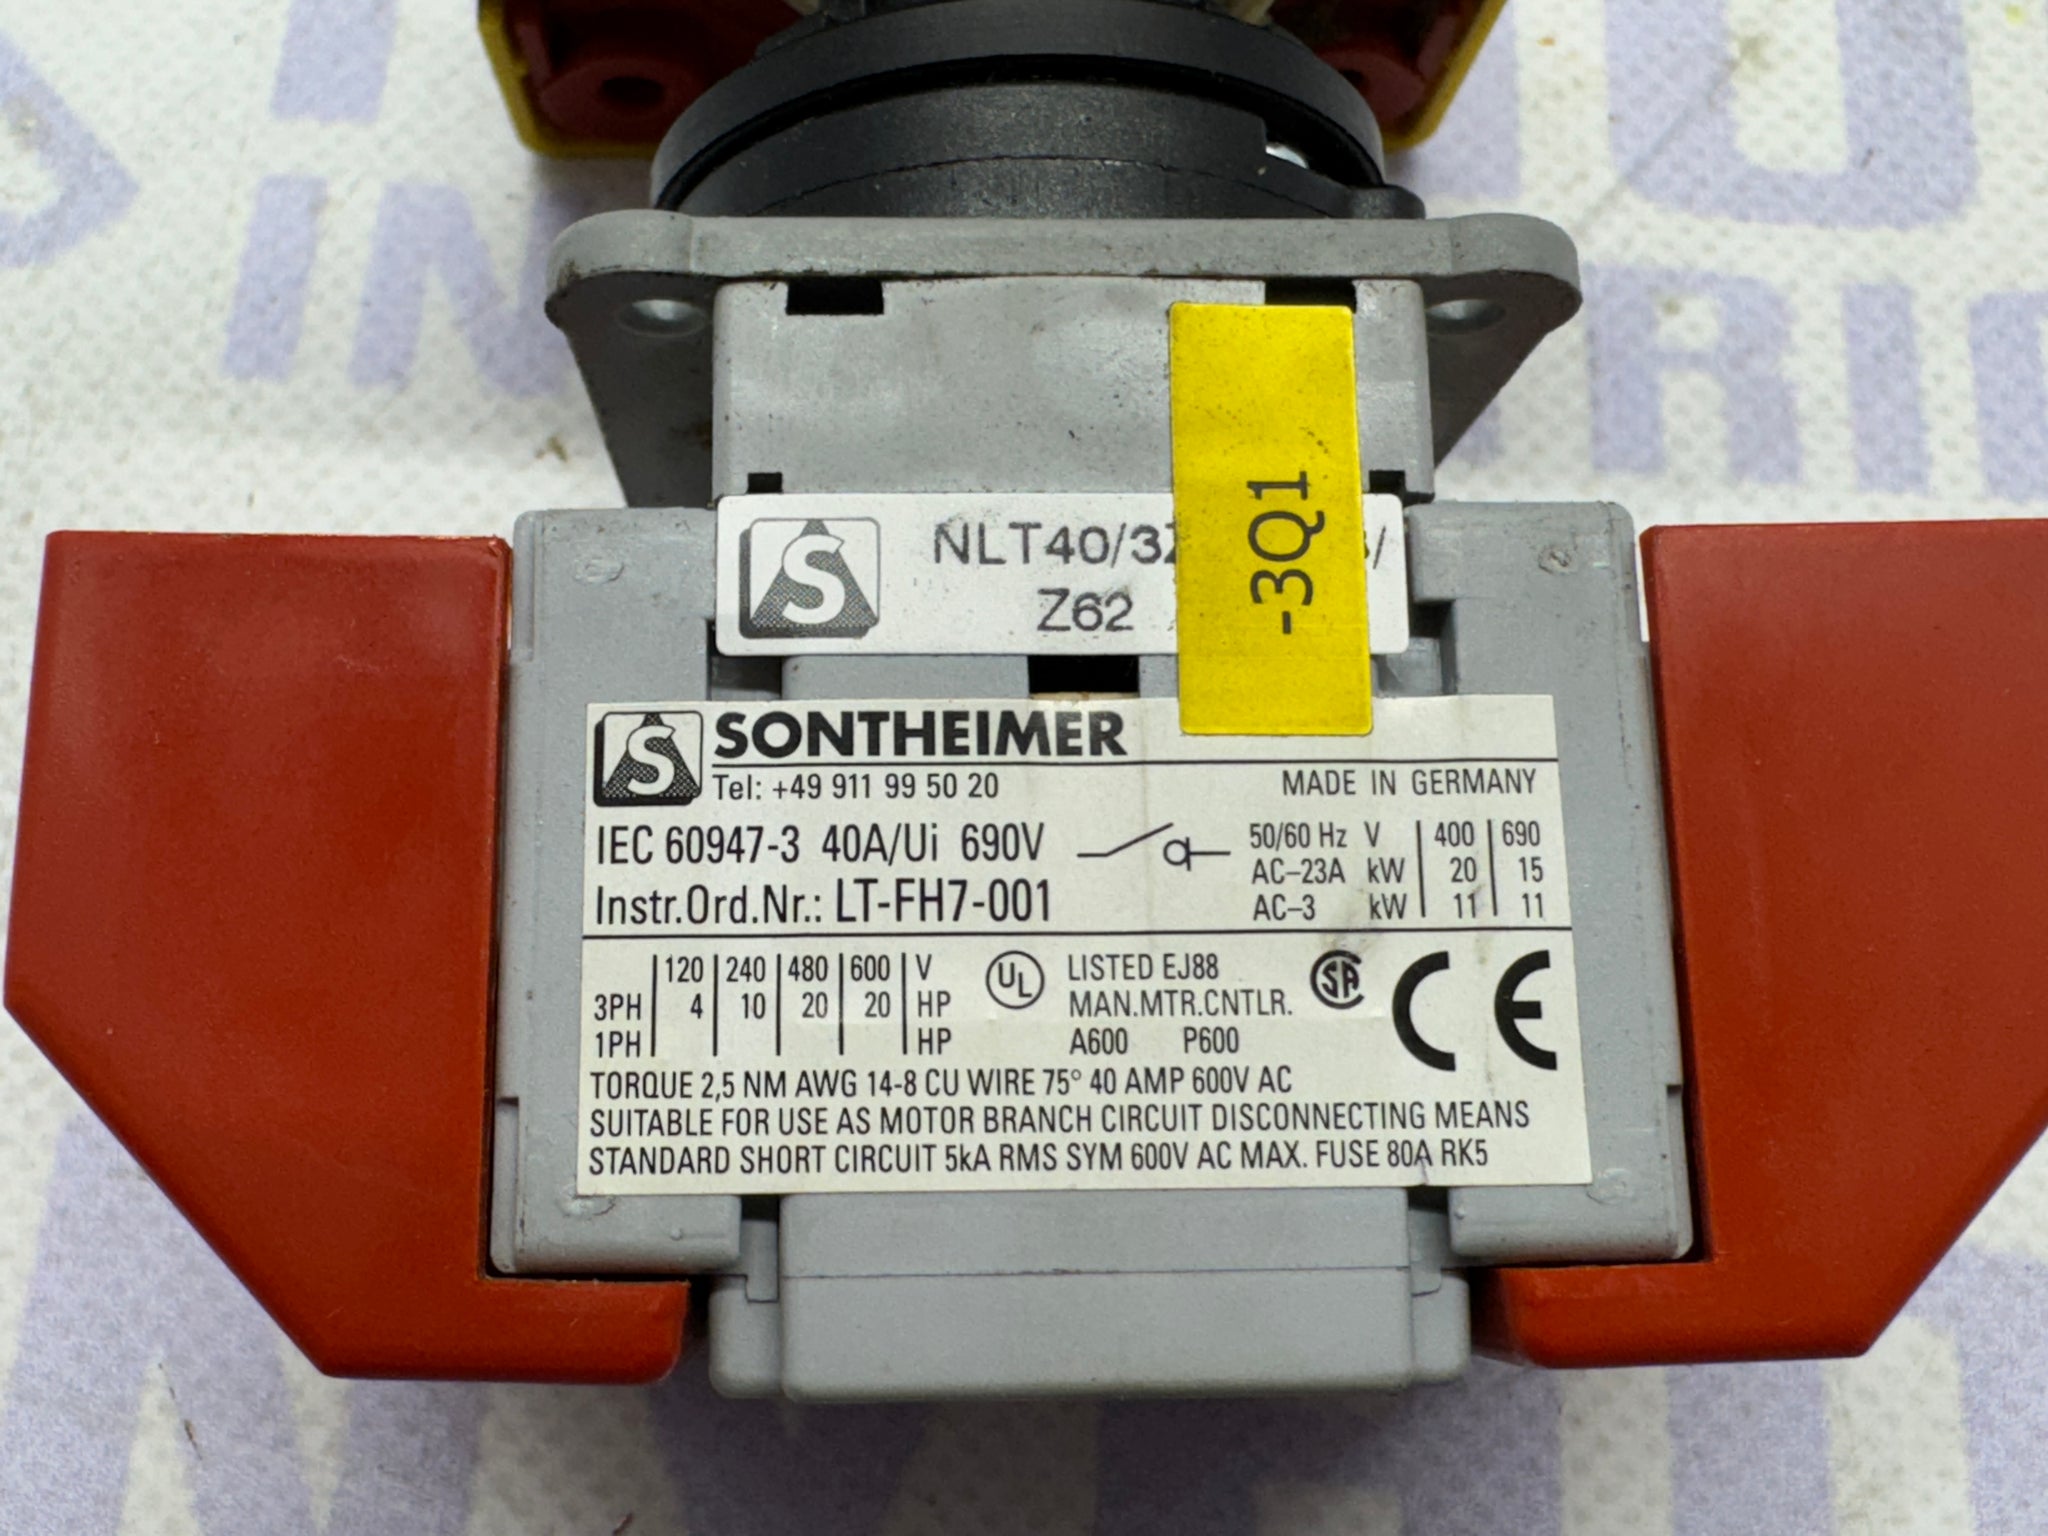 NLT40/3Z
Z62
-3Q1
S
S SONTHEIMER
Tel: +49 911 99 50 20
MADE IN GERMANY
IEC 60947-3 40A/Ui 690V
Instr.Ord.Nr.: LT-FH7-001
50/60 Hz V 400 690
AC-23A kW 20 15
AC-3 kW 11 11
120 240 480 600 V
3PH 4 10 20 20 HP
1PH HP
UL LISTED EJ88
MAN.MTR.CNTLR.
A600 P600
SA CE
TORQUE 2,5 NM AWG 14-8 CU WIRE 75° 40 AMP 600V AC
SUITABLE FOR USE AS MOTOR BRANCH CIRCUIT DISCONNECTING MEANS
STANDARD SHORT CIRCUIT 5kA RMS SYM 600V AC MAX. FUSE 80A RK5